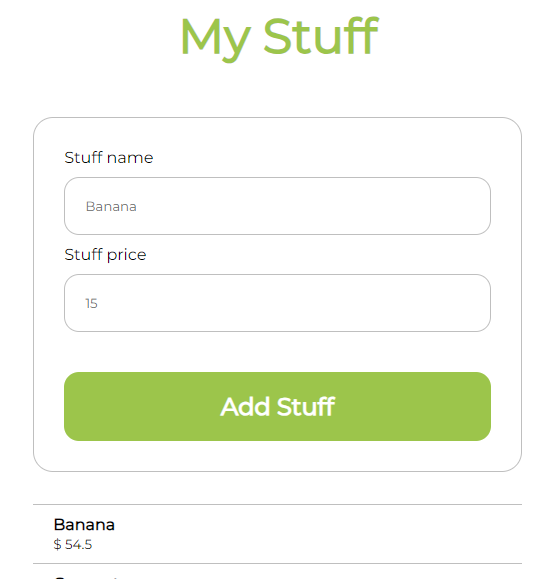 My Stuff
Stuff name
Banana
Stuff price
15
Add Stuff
Banana
$ 54.5